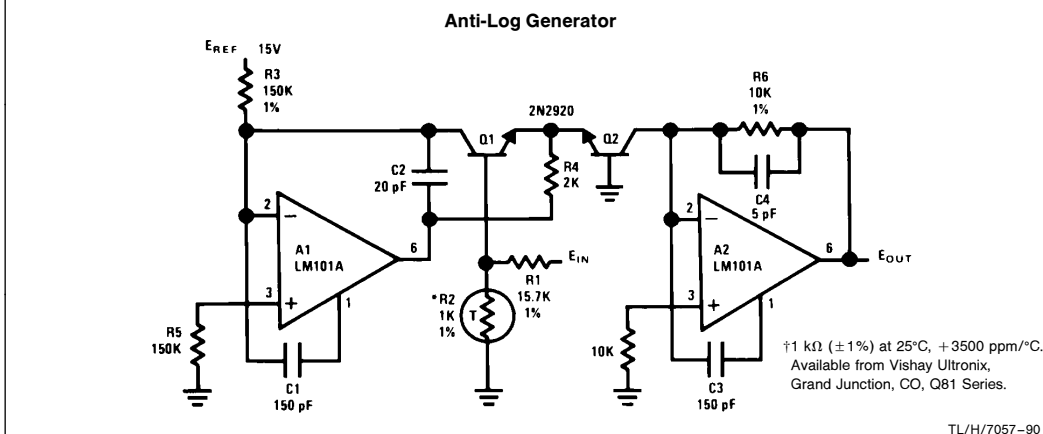 Anti-Log Generator
EREF 15V
R3
150K
1%
2N2920
R6
10K
1%
Q1
Q2
C2
20 pF
R4
2K
C4
5 pF
2
−
A1
LM101A
6
3
+
1
R5
150K
C1
150 pF
EIN
R1
15.7K
1%
*R2
1K
1%
T
2
−
A2
LM101A
6
EOUT
3
+
1
10K
C3
150 pF
†1 kΩ (±1%) at 25°C, +3500 ppm/°C.
Available from Vishay Ultronix,
Grand Junction, CO, Q81 Series.
TL/H/7057–90